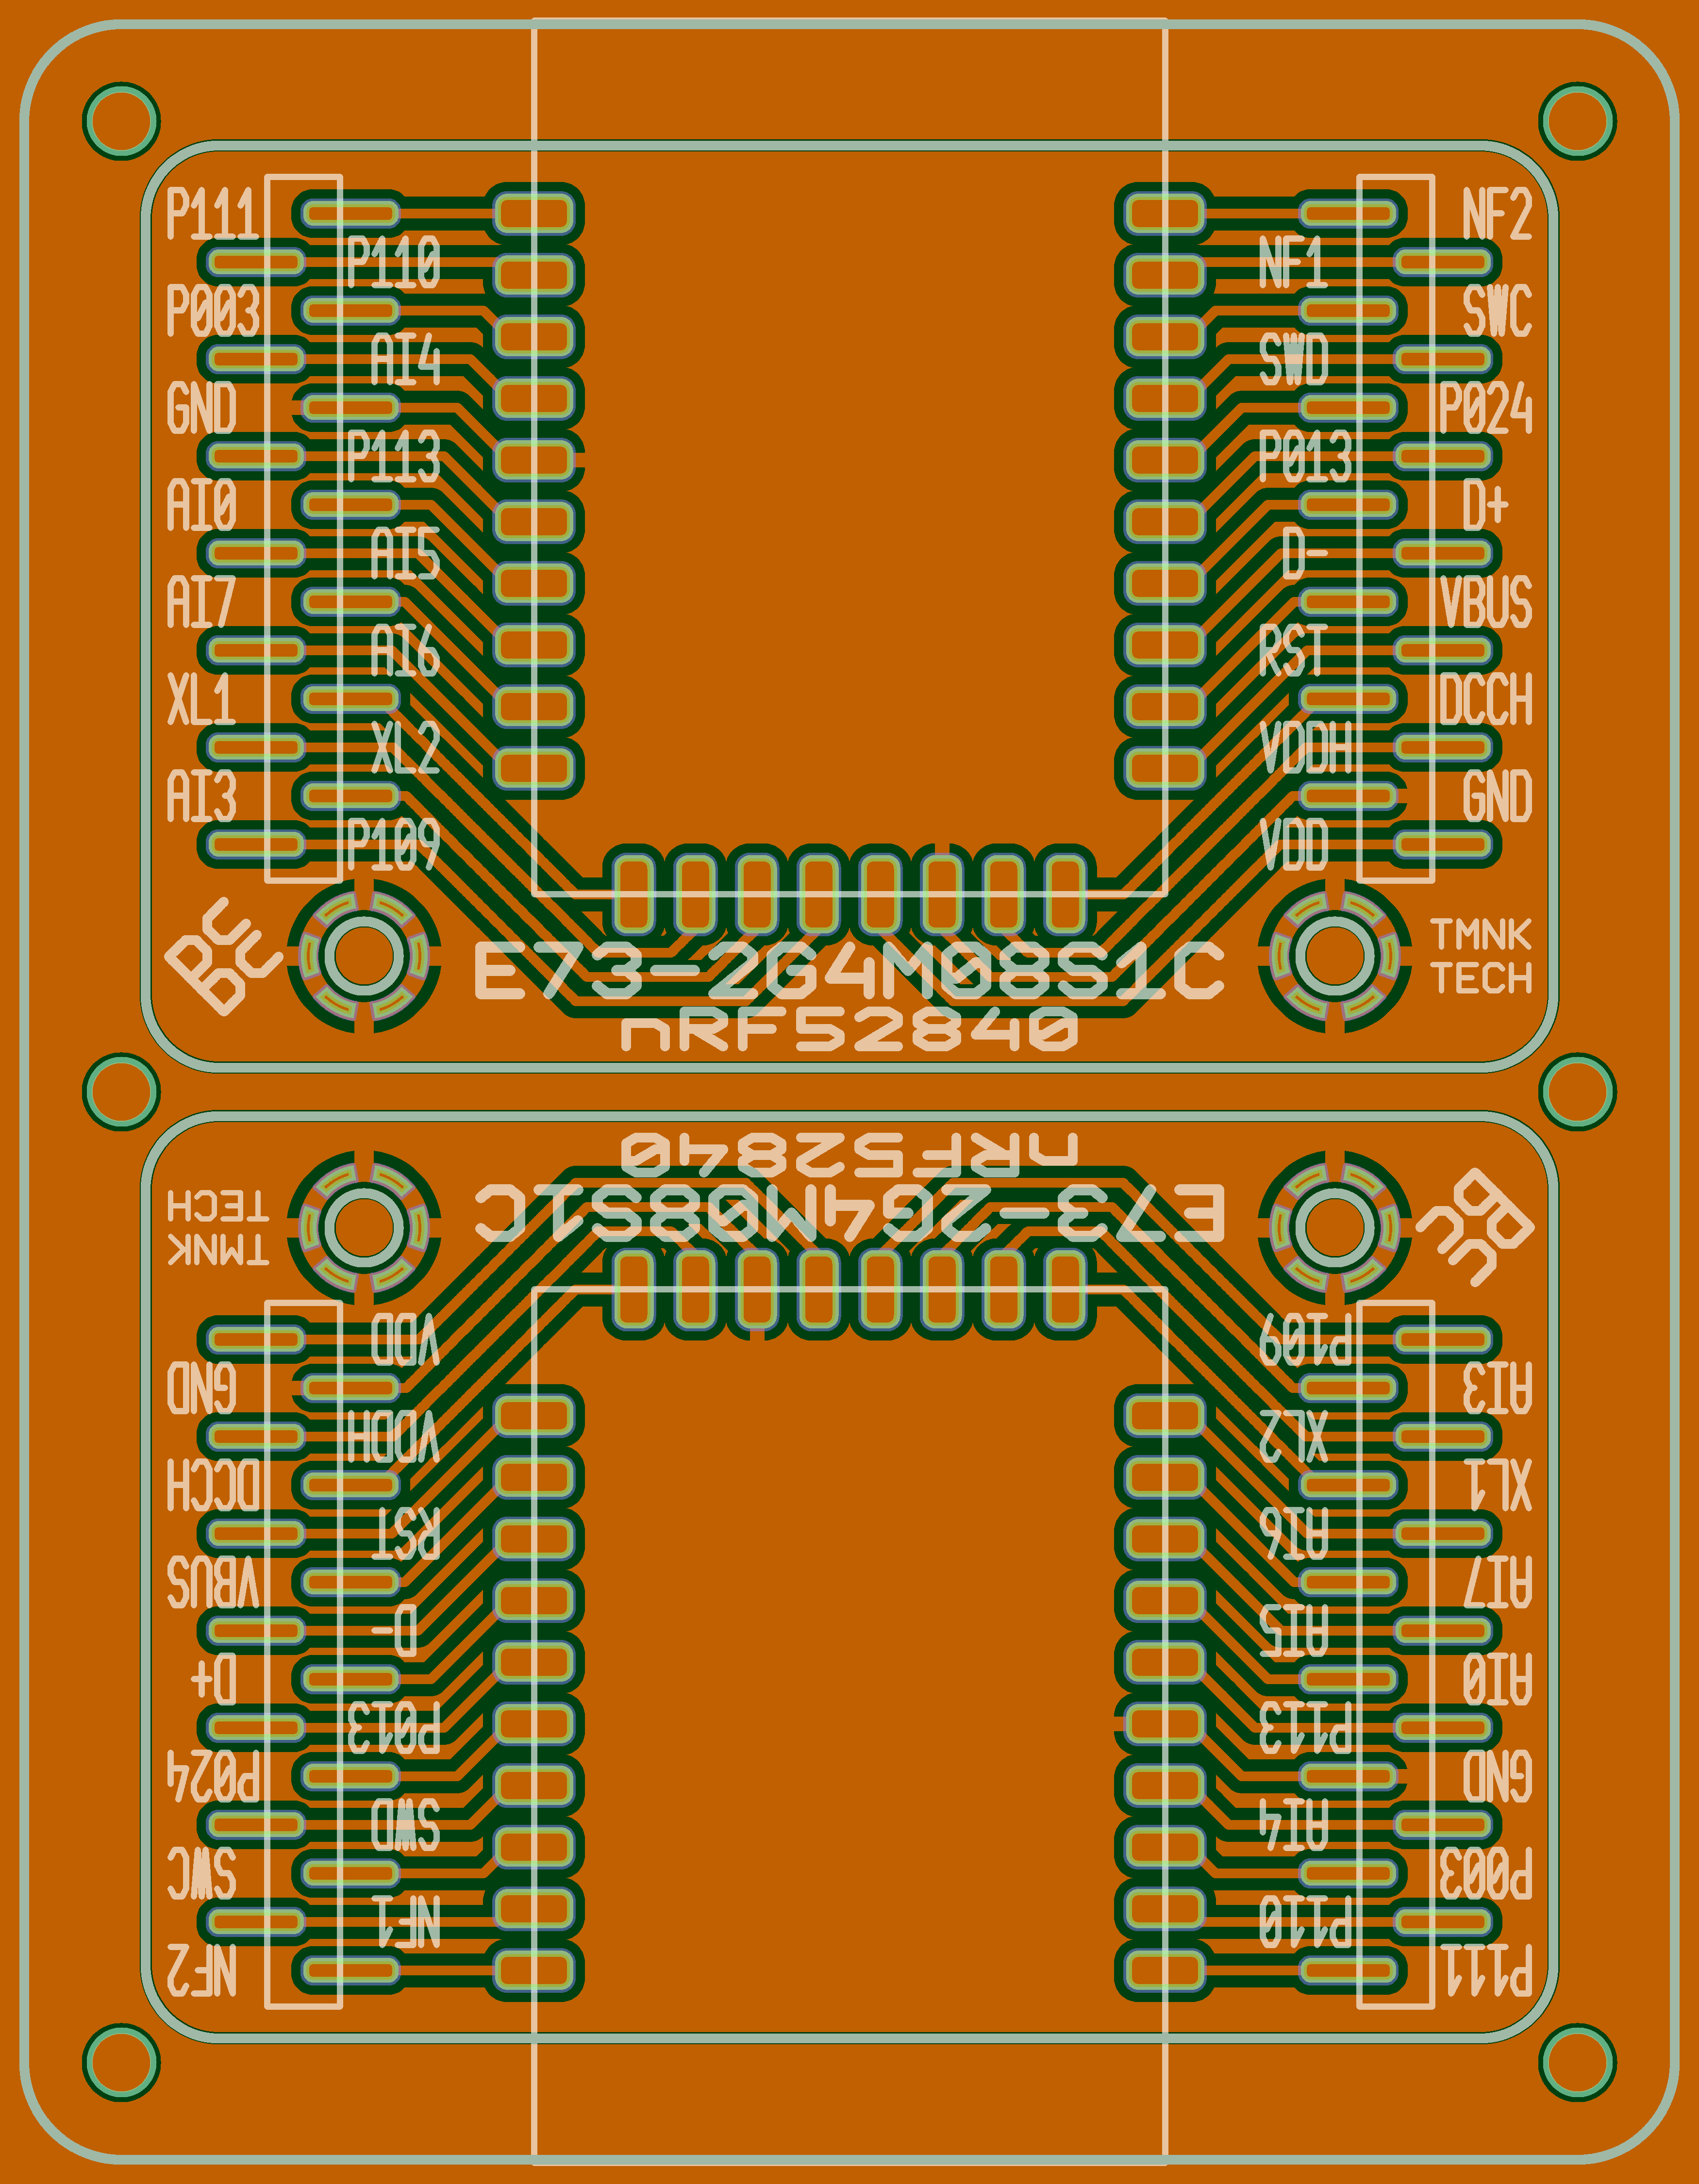 P111 NF2
P110 NF1
P003 SWC
AI4 SWD
GND P024
P113 P013
AI0 D+
AI5 D-
AI7 VBUS
AI6 RST
XL1 DCCH
XL2 VDDH
AI3 GND
P109 VDD
TMNK
TECH
E73-2G4M08S1C
nRF52840
nRF52840
E73-2G4M08S1C
TECH
TMNK
VDD P109
GND AI3
VDDH XL2
DCCH XL1
RST AI6
VBUS AI7
D- AI5
D+ AI0
P013 P113
P024 GND
SWD AI4
SWC P003
NF1 P110
NF2 P111